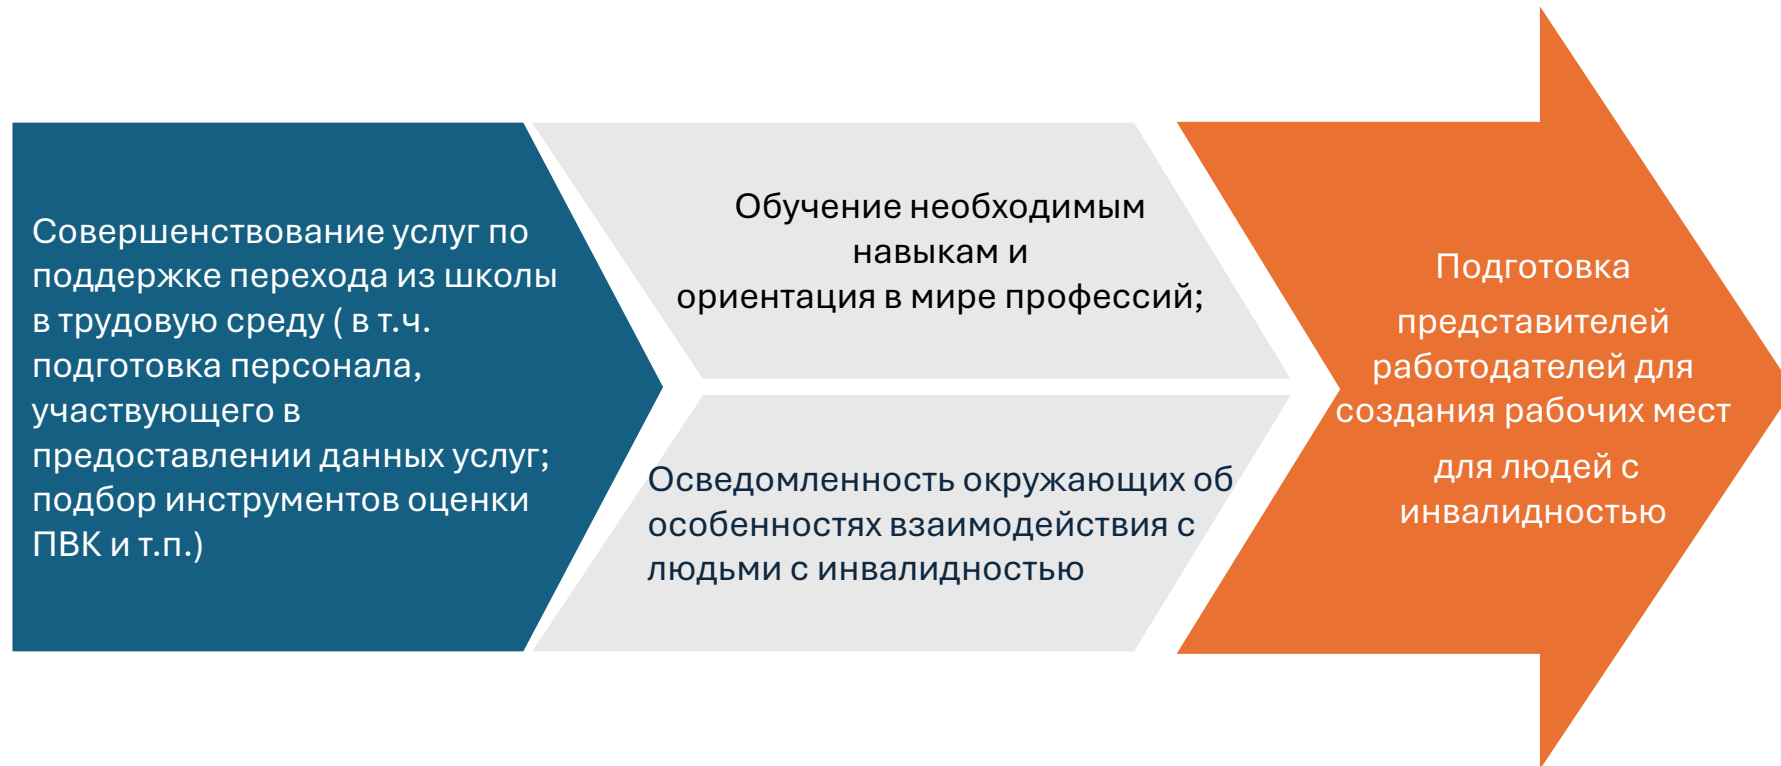 Совершенствование услуг по
поддержке перехода из школы
в трудовую среду ( в т.ч.
подготовка персонала,
участвующего в
предоставлении данных услуг;
подбор инструментов оценки
ПВК и т.п.)
Обучение необходимым
навыкам и
ориентация в мире профессий;
Осведомленность окружающих об
особенностях взаимодействия с
людьми с инвалидностью
Подготовка
представителей
работодателей для
создания рабочих мест
для людей с
инвалидностью